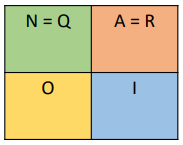 N = Q A = R
O I